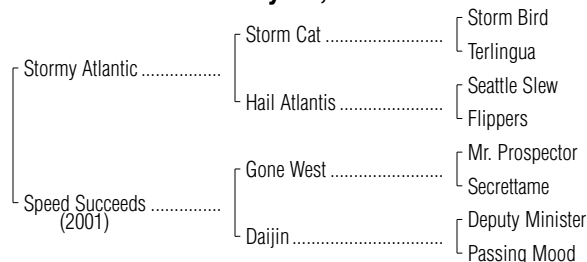 Storm Bird
Storm Cat ........................
Terlingua
Stormy Atlantic ................
Seattle Slew
Hail Atlantis .....................
Flippers
Mr. Prospector
Gone West .......................
Secrettame
Speed Succeeds ..............
(2001)
Deputy Minister
Daijin ................................
Passing Mood